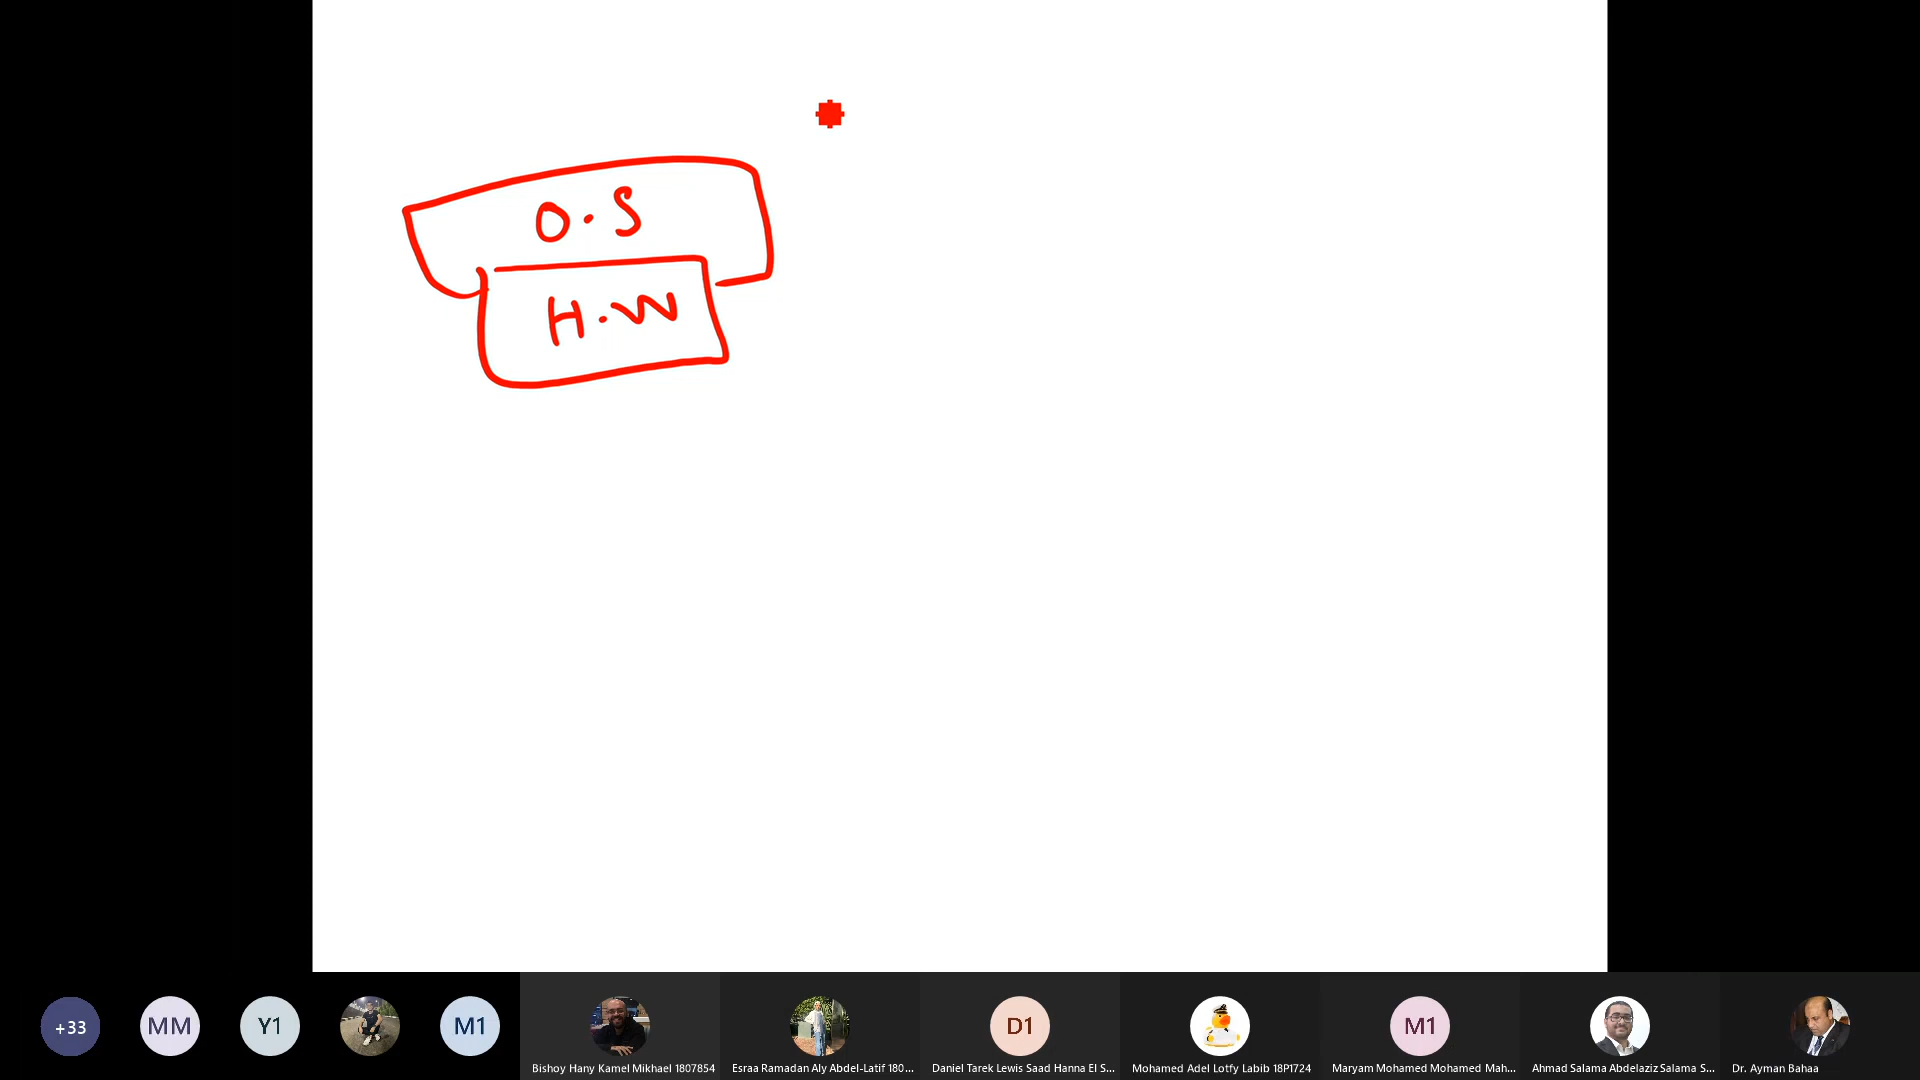 O.S
H.W
+33
MM
Y1
M1
D1
M1
Bishoy Hany Kamel Mikhael 1807854
Esraa Ramadan Aly Abdel-Latif 180...
Daniel Tarek Lewis Saad Hanna El S...
Mohamed Adel Lotfy Labib 18P1724
Maryam Mohamed Mohamed Mah...
Ahmad Salama Abdelaziz Salama S...
Dr. Ayman Bahaa